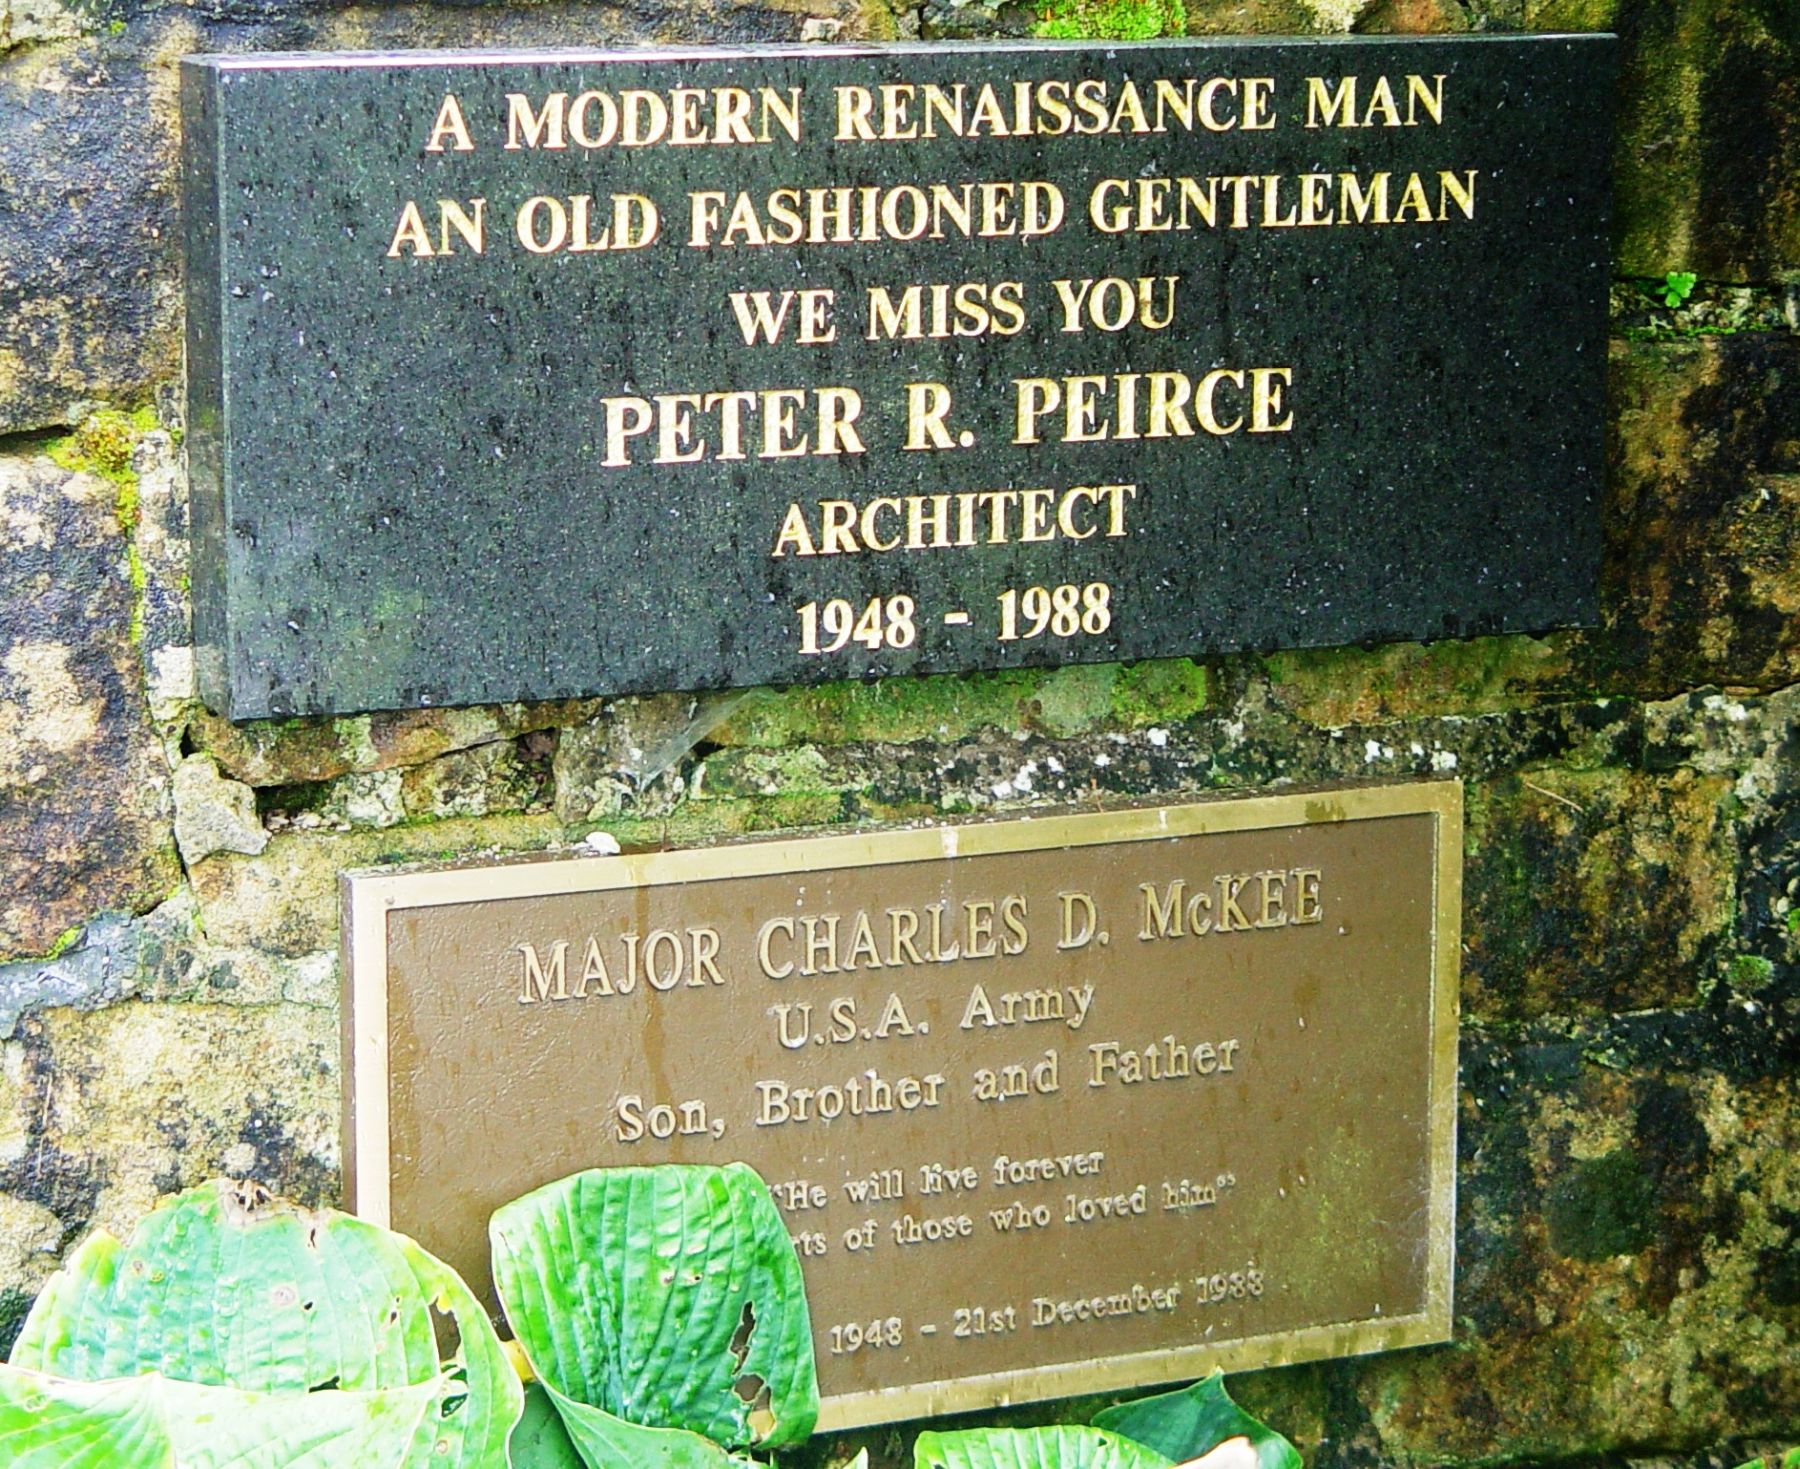 A MODERN RENAISSANCE MAN
AN OLD FASHIONED GENTLEMAN
WE MISS YOU
PETER R. PEIRCE
ARCHITECT
1948 - 1988
MAJOR CHARLES D. McKEE
U.S.A. Army
Son, Brother and Father
"He will live forever
of those who loved him"
1948 - 21st December 1988